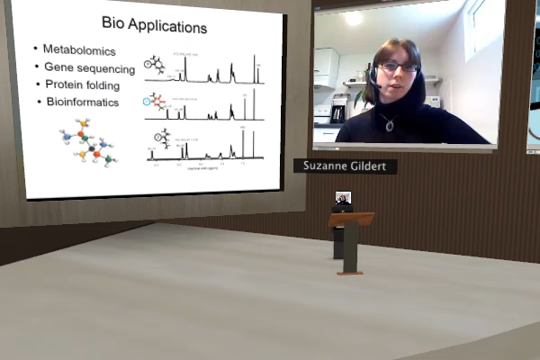 Bio Applications
• Metabolomics
• Gene sequencing
• Protein folding
• Bioinformatics
Suzanne Gildert